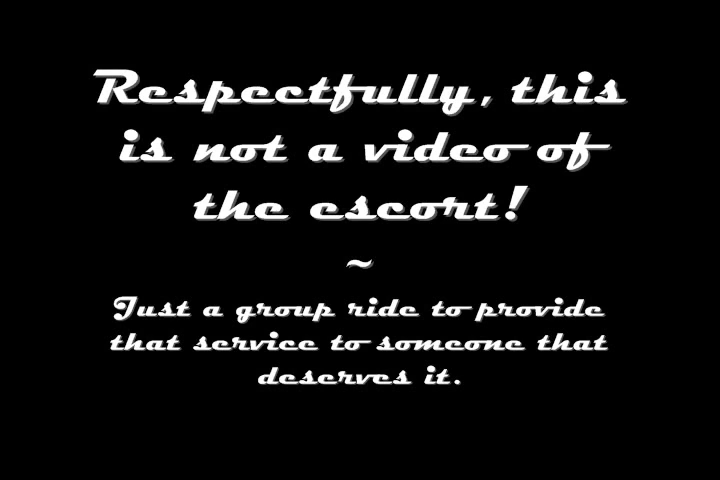 Respectfully, this
is not a video of
the escort!
~
Just a group ride to provide
that service to someone that
deserves it.